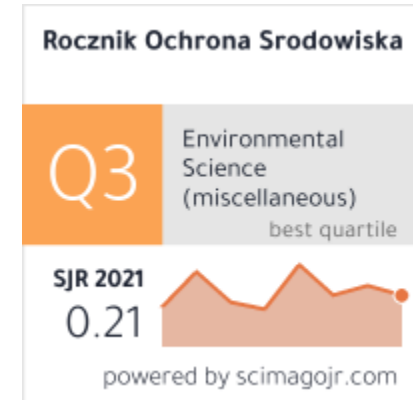 Rocznik Ochrona Srodowiska
Q3
Environmental
Science
(miscellaneous)
best quartile
SJR 2021
0.21
powered by scimagojr.com